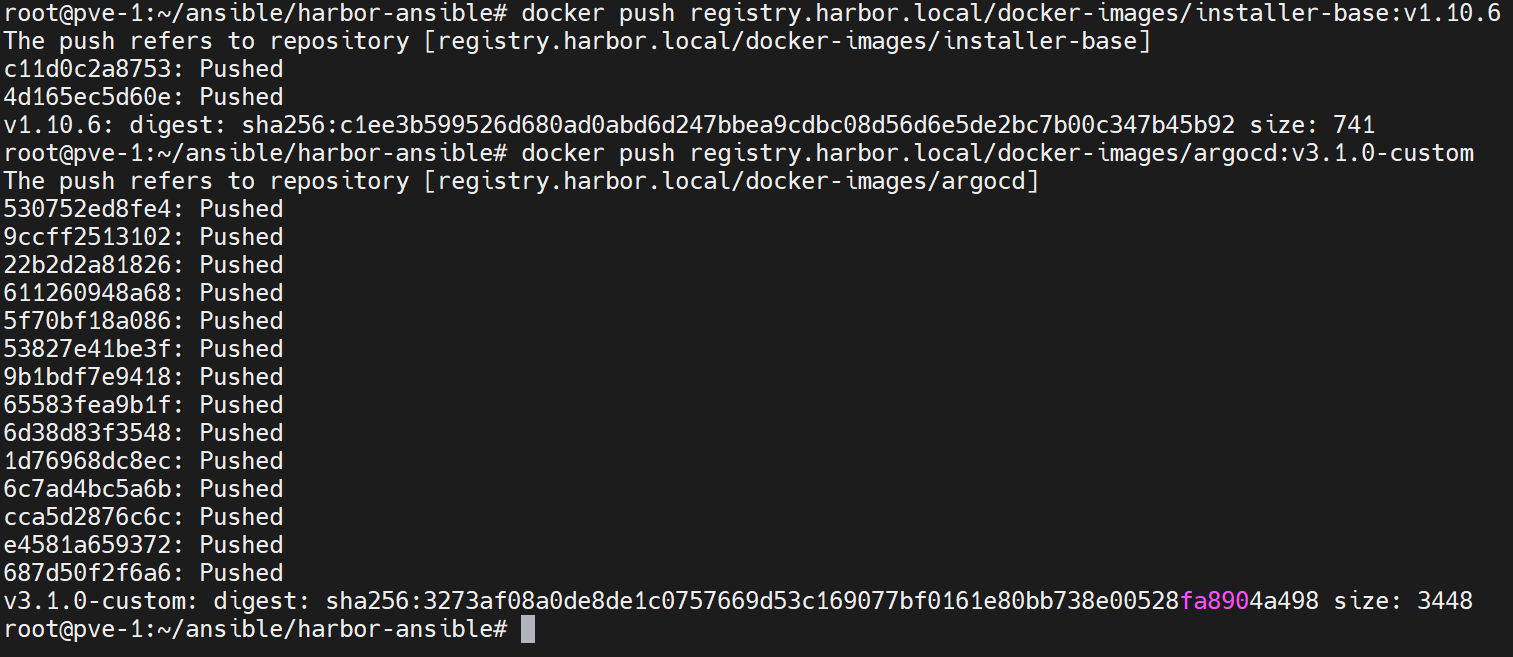 root@pve-1:~/ansible/harbor-ansible# docker push registry.harbor.local/docker-images/installer-base:v1.10.6
The push refers to repository [registry.harbor.local/docker-images/installer-base]
c11d0c2a8753: Pushed
4d165ec5d60e: Pushed
v1.10.6: digest: sha256:c1ee3b599526d680ad0abd6d247bbea9cdbc08d56d6e5de2bc7b00c347b45b92 size: 741
root@pve-1:~/ansible/harbor-ansible# docker push registry.harbor.local/docker-images/argocd:v3.1.0-custom
The push refers to repository [registry.harbor.local/docker-images/argocd]
530752ed8fe4: Pushed
9ccff2513102: Pushed
22b2d2a81826: Pushed
611260948a68: Pushed
5f70bf18a086: Pushed
53827e41be3f: Pushed
9b1bdf7e9418: Pushed
65583fea9b1f: Pushed
6d38d83f3548: Pushed
1d76968dc8ec: Pushed
6c7ad4bc5a6b: Pushed
cca5d2876c6c: Pushed
e4581a659372: Pushed
687d50f2f6a6: Pushed
v3.1.0-custom: digest: sha256:3273af08a0de8de1c0757669d53c169077bf0161e80bb738e00528fa8904a498 size: 3448
root@pve-1:~/ansible/harbor-ansible#